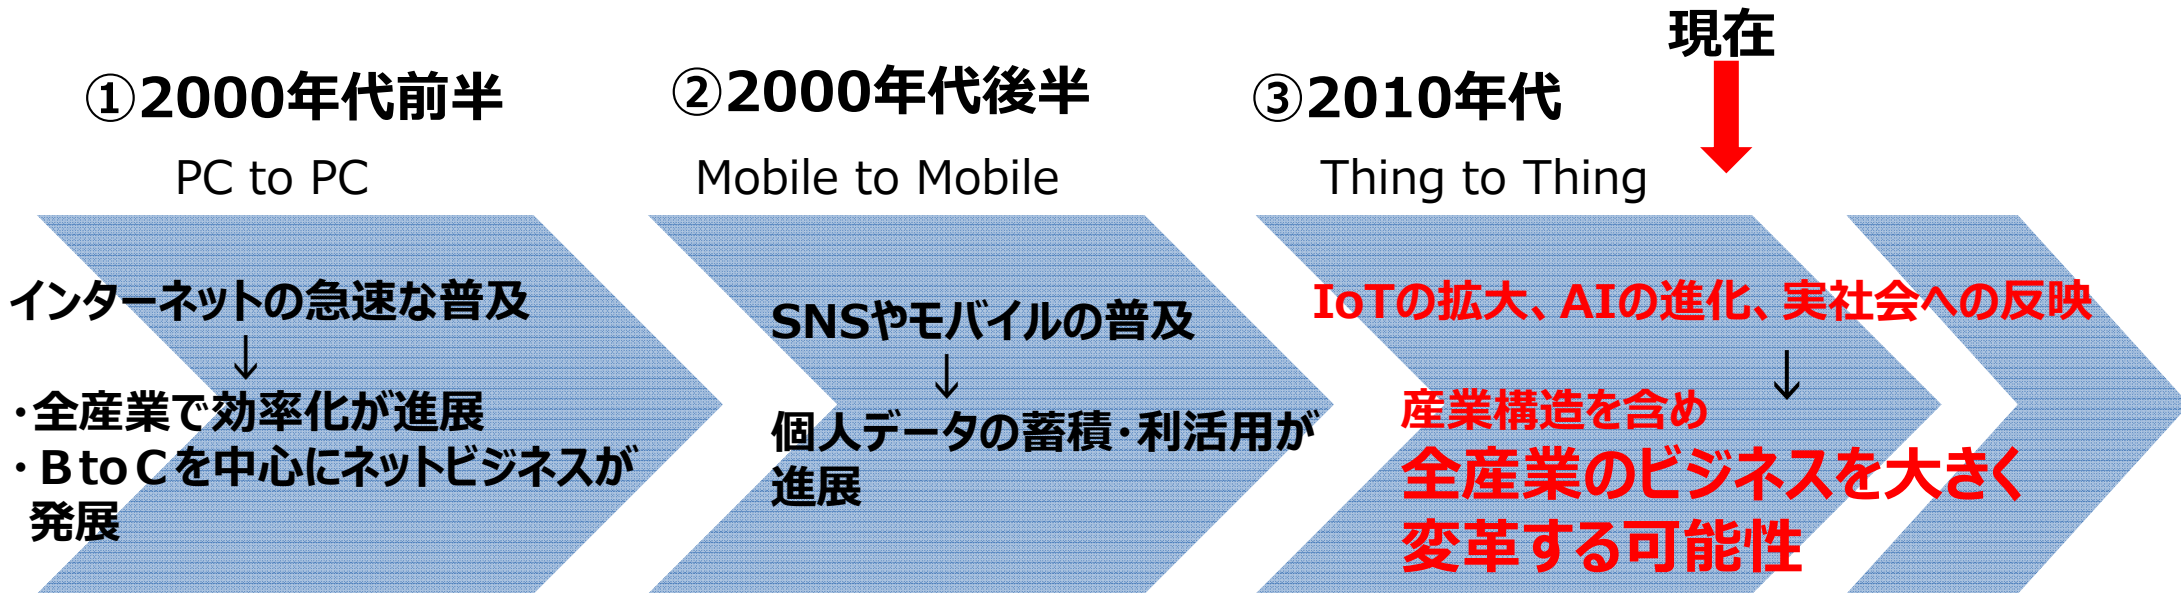 現在
①2000年代前半
PC to PC
インターネットの急速な普及
↓
・全産業で効率化が進展
・BtoCを中心にネットビジネスが
発展
②2000年代後半
Mobile to Mobile
SNSやモバイルの普及
↓
個人データの蓄積・利活用が
進展
③2010年代
Thing to Thing
IoTの拡大、AIの進化、実社会への反映
↓
産業構造を含め
全産業のビジネスを大きく
変革する可能性